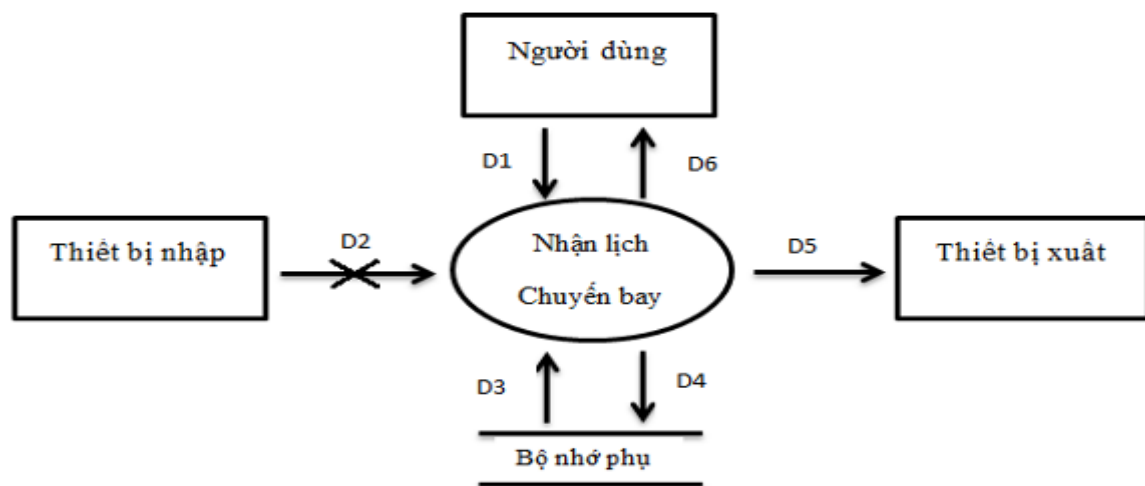 Người dùng
D1
D6
Thiết bị nhập
D2
Nhận lịch
Chuyến bay
D5
Thiết bị xuất
D3
D4
Bộ nhớ phụ